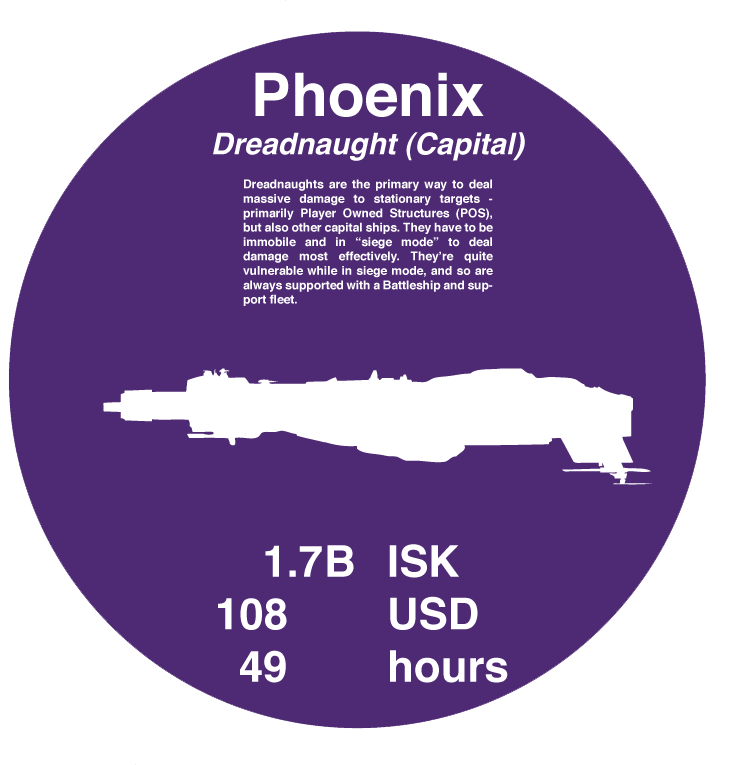 Phoenix
Dreadnaught (Capital)
Dreadnaughts are the primary way to deal
massive damage to stationary targets -
primarily Player Owned Structures (POS),
but also other capital ships. They have to be
immobile and in “siege mode” to deal
damage most effectively. They’re quite
vulnerable while in siege mode, and so are
always supported with a Battleship and sup-
port fleet.
1.7B ISK
108 USD
49 hours